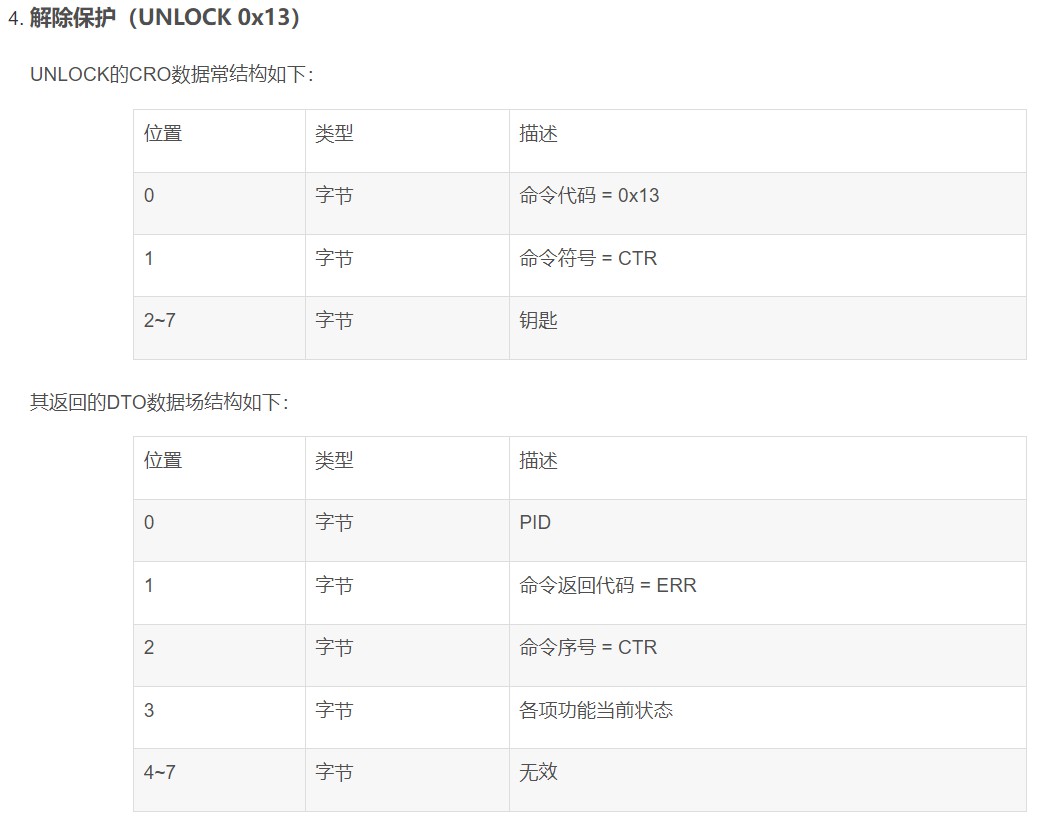 4. 解除保护（UNLOCK 0x13）
UNLOCK的CRO数据常结构如下：
位置 类型 描述
0 字节 命令代码 = 0x13
1 字节 命令符号 = CTR
2~7 字节 钥匙
其返回的DTO数据场结构如下：
位置 类型 描述
0 字节 PID
1 字节 命令返回代码 = ERR
2 字节 命令序号 = CTR
3 字节 各项功能当前状态
4~7 字节 无效